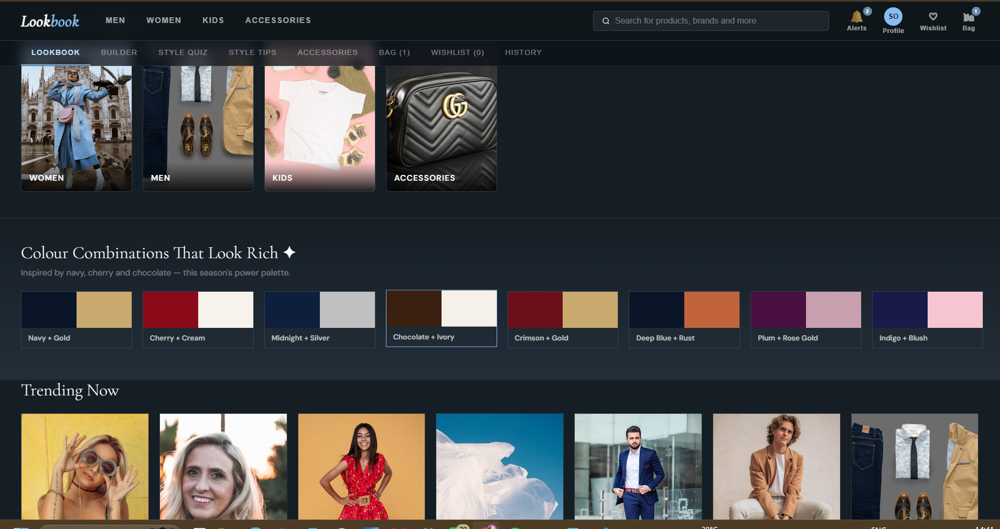 Lookbook MEN WOMEN KIDS ACCESSORIES Search for products, brands and more 2 Alerts SO Profile Wishlist 1 Bag
LOOKBOOK BUILDER STYLE QUIZ STYLE TIPS ACCESSORIES BAG (1) WISHLIST (0) HISTORY
WOMEN MEN KIDS ACCESSORIES
Colour Combinations That Look Rich ✦
Inspired by navy, cherry and chocolate — this season's power palette.
Navy + Gold Cherry + Cream Midnight + Silver Chocolate + Ivory Crimson + Gold Deep Blue + Rust Plum + Rose Gold Indigo + Blush
Trending Now